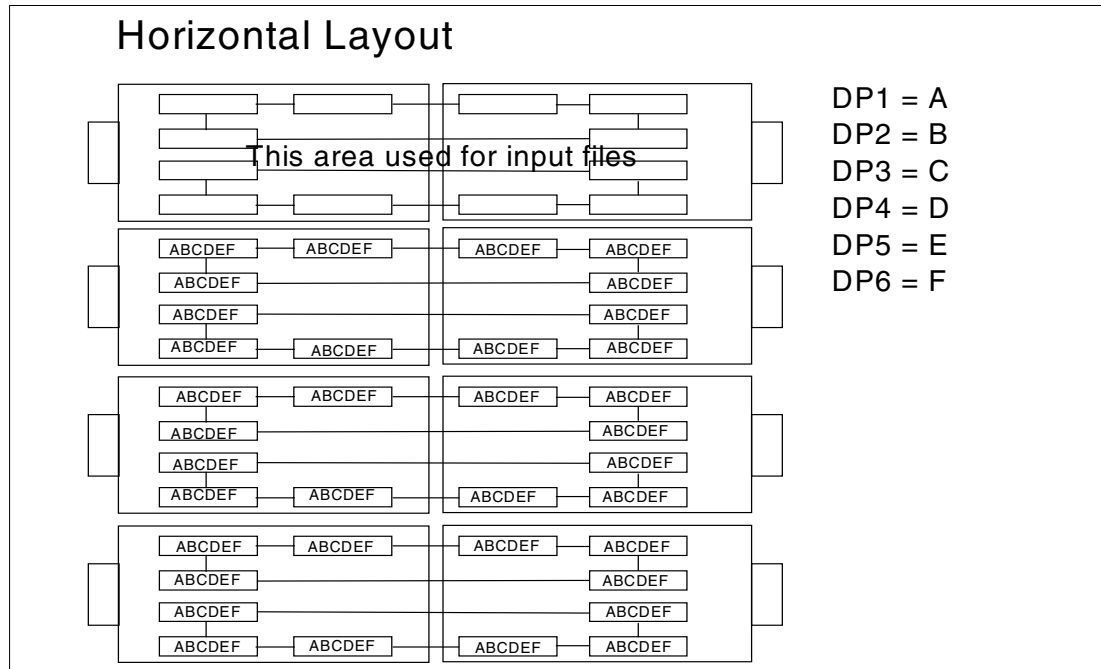 Horizontal Layout
This area used for input files
DP1 = A
DP2 = B
DP3 = C
DP4 = D
DP5 = E
DP6 = F
ABCDEF ABCDEF ABCDEF ABCDEF
ABCDEF ABCDEF
ABCDEF ABCDEF
ABCDEF ABCDEF ABCDEF ABCDEF
ABCDEF ABCDEF ABCDEF ABCDEF
ABCDEF ABCDEF
ABCDEF ABCDEF
ABCDEF ABCDEF ABCDEF ABCDEF
ABCDEF ABCDEF ABCDEF ABCDEF
ABCDEF ABCDEF
ABCDEF ABCDEF
ABCDEF ABCDEF ABCDEF ABCDEF